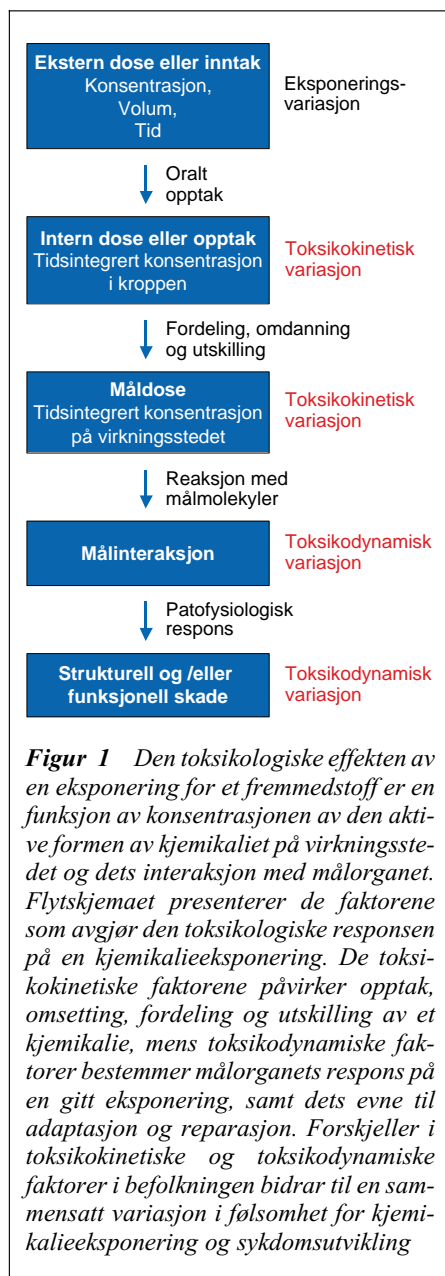 Ekstern dose eller inntak
Konsentrasjon,
Volum,
Tid
Eksponerings-
variasjon
Oralt
opptak
Intern dose eller opptak
Tidsintegrert konsentrasjon
i kroppen
Toksikokinetisk
variasjon
Fordeling, omdanning
og utskilling
Måldose
Tidsintegrert konsentrasjon
på virkningsstedet
Toksikokinetisk
variasjon
Reaksjon med
målmolekyler
Målinteraksjon
Toksikodynamisk
variasjon
Patofysiologisk
respons
Strukturell og /eller
funksjonell skade
Toksikodynamisk
variasjon
Figur 1 Den toksikologiske effekten av
en eksponering for et fremmedstoff er en
funksjon av konsentrasjonen av den akti-
ve formen av kjemikaliet på virkningsste-
det og dets interaksjon med målorganet.
Flytskjemaet presenterer de faktorene
som avgjør den toksikologiske responsen
på en kjemikalieeksponering. De toksi-
kokinetiske faktorene påvirker opptak,
omsetting, fordeling og utskilling av et
kjemikalie, mens toksikodynamiske fak-
torer bestemmer målorganets respons på
en gitt eksponering, samt dets evne til
adaptasjon og reparasjon. Forskjeller i
toksikokinetiske og toksikodynamiske
faktorer i befolkningen bidrar til en sam-
mensatt variasjon i følsomhet for kjemi-
kalieeksponering og sykdomsutvikling